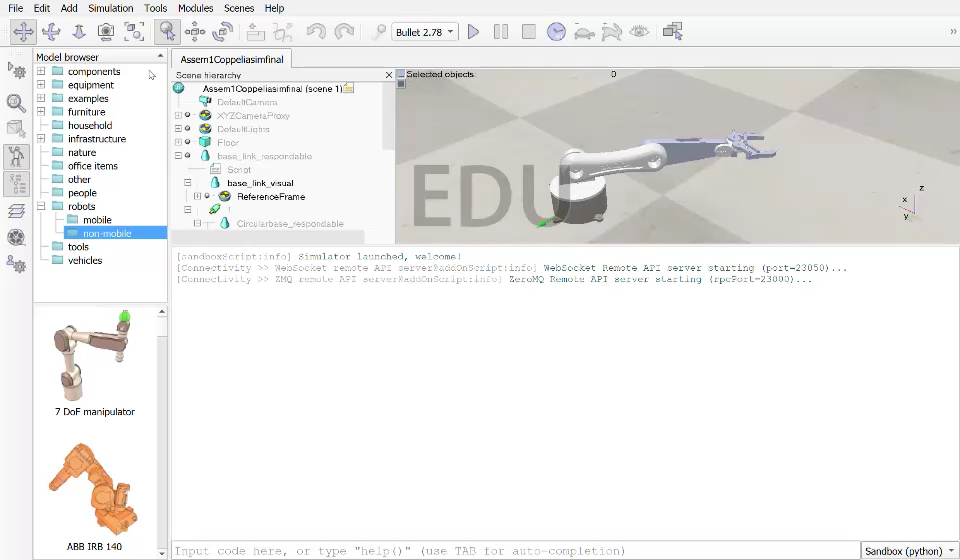 File Edit Add Simulation Tools Modules Scenes Help
Bullet 2.78
»
Model browser
components
equipment
examples
furniture
household
infrastructure
nature
office items
other
people
robots
mobile
non-mobile
tools
vehicles
7 DoF manipulator
ABB IRB 140
Assem1Coppeliasimfinal
Scene hierarchy
Assem1Coppeliasimfinal (scene 1)
DefaultCamera
XYZCameraProxy
DefaultLights
Floor
base_link_respondable
Script
base_link_visual
ReferenceFrame
1
Circularbase_respondable
Selected objects: 0
EDU
z
x
y
[sandboxScript:info] Simulator launched, welcome!
[Connectivity >> WebSocket remote API server@addOnScript:info] WebSocket Remote API server starting (port=23050)...
[Connectivity >> ZMQ remote API server@addOnScript:info] ZeroMQ Remote API server starting (rpcPort=23000)...
Input code here, or type "help()" (use TAB for auto-completion)
Sandbox (python)